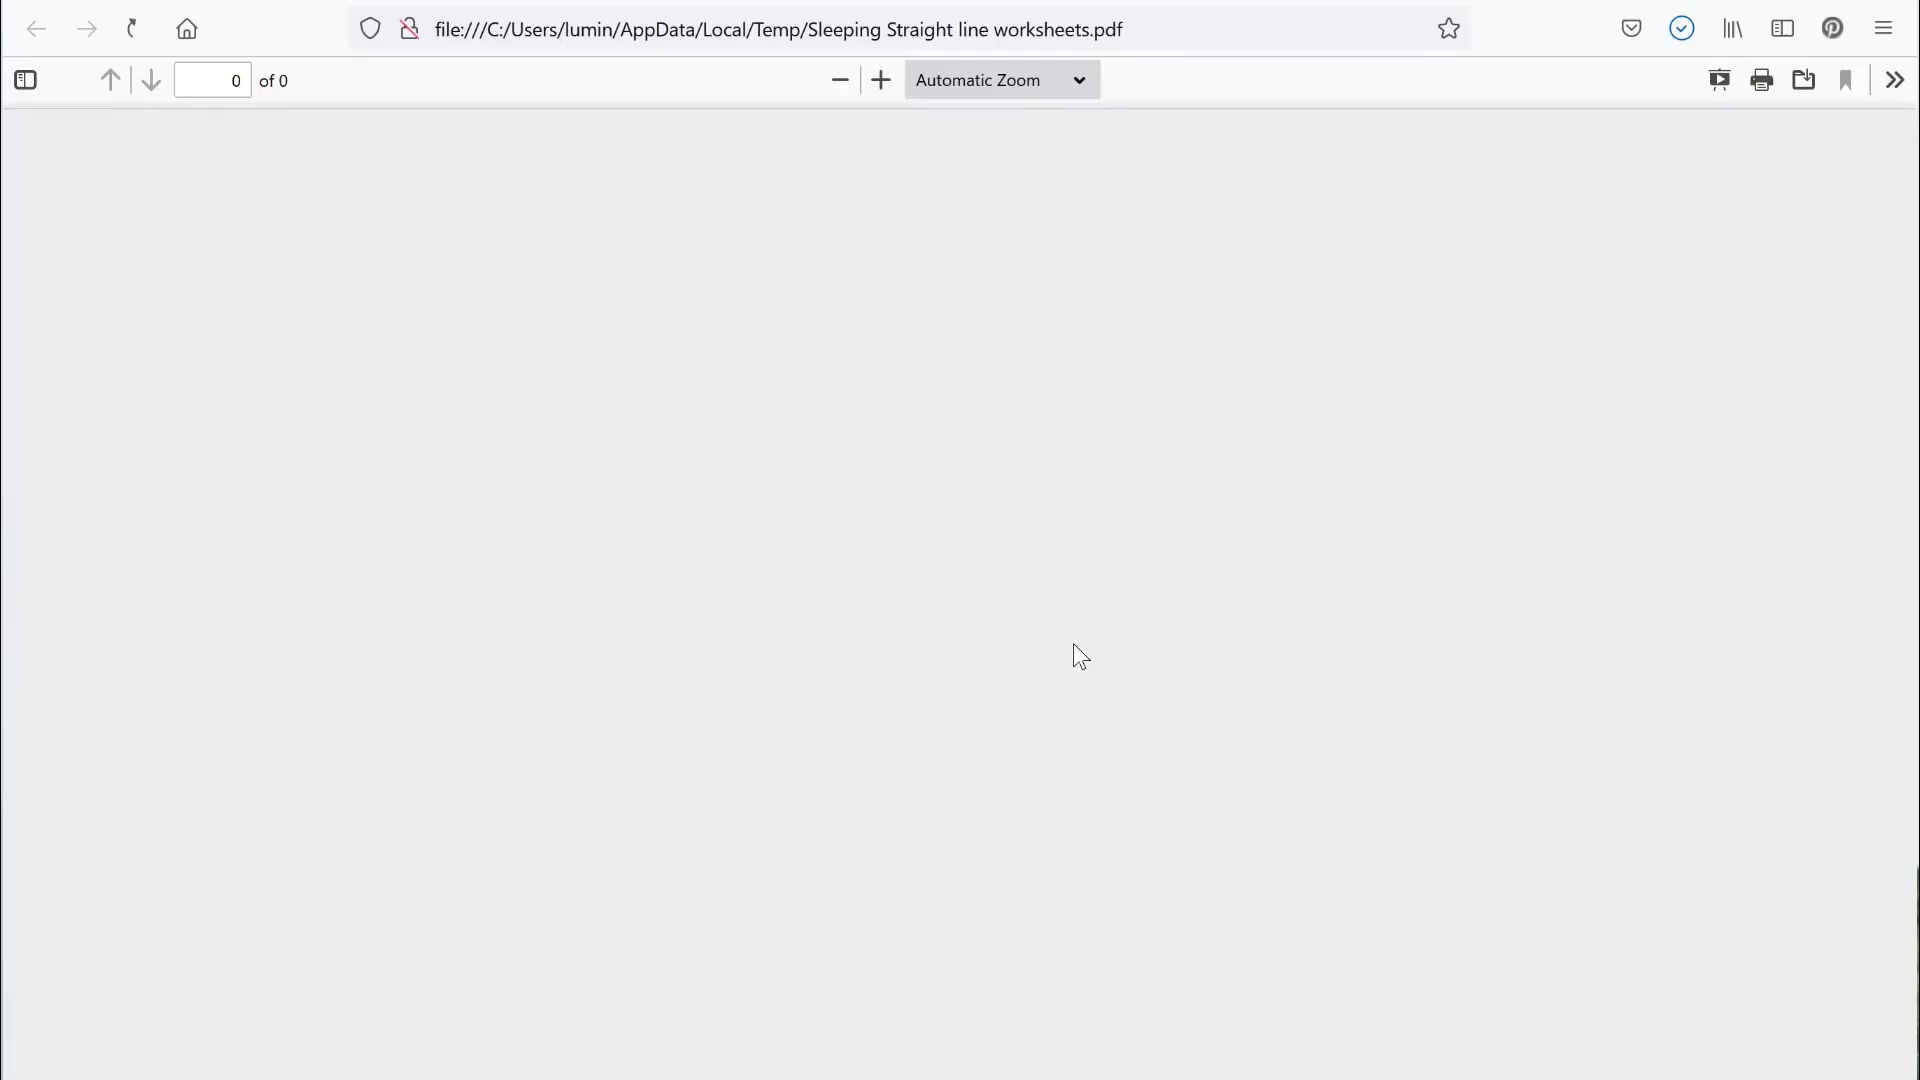 file:///C:/Users/lumin/AppData/Local/Temp/Sleeping Straight line worksheets.pdf
0 of 0
Automatic Zoom